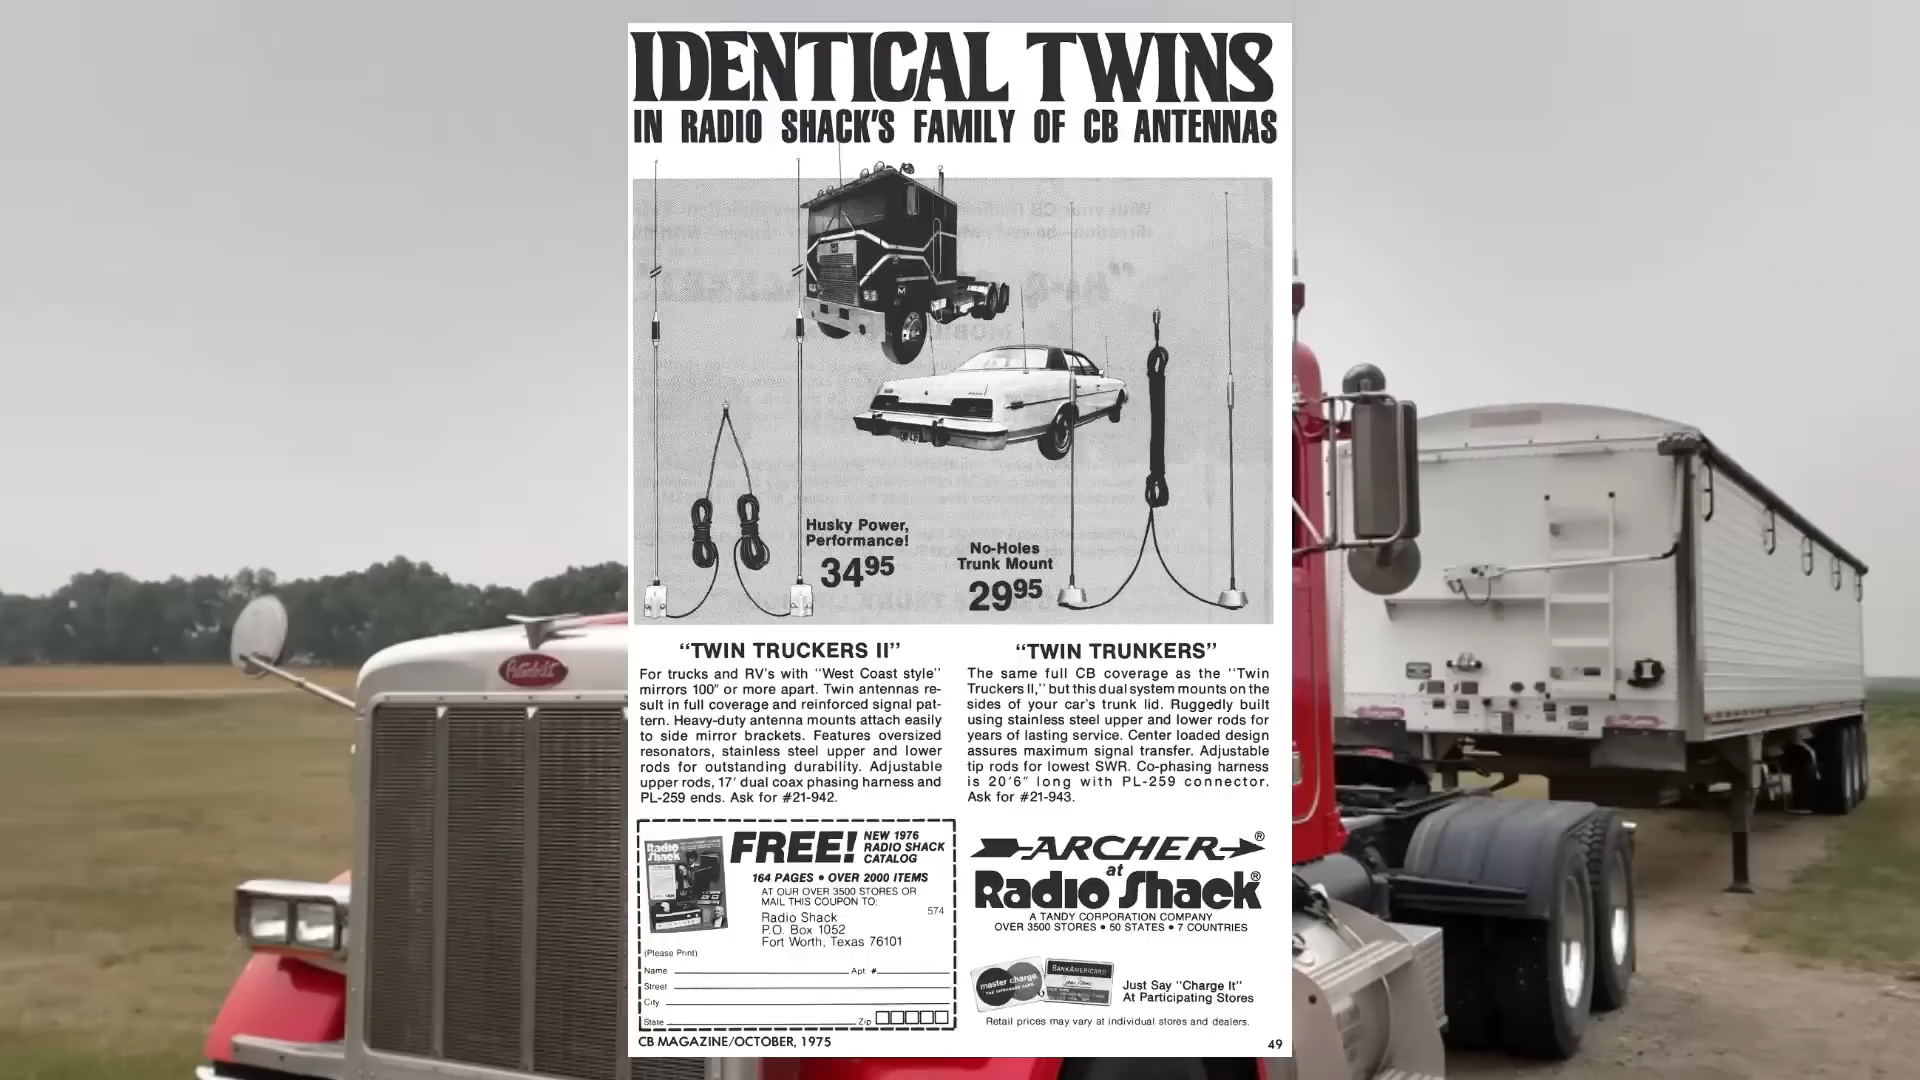 IDENTICAL TWINS
IN RADIO SHACK'S FAMILY OF CB ANTENNAS
Husky Power,
Performance!
34⁹⁵
No-Holes
Trunk Mount
29⁹⁵
"TWIN TRUCKERS II"
For trucks and RV's with "West Coast style"
mirrors 100" or more apart. Twin antennas re-
sult in full coverage and reinforced signal pat-
tern. Heavy-duty antenna mounts attach easily
to side mirror brackets. Features oversized
resonators, stainless steel upper and lower
rods for outstanding durability. Adjustable
upper rods, 17' dual coax phasing harness and
PL-259 ends. Ask for #21-942.
"TWIN TRUNKERS"
The same full CB coverage as the "Twin
Truckers II," but this dual system mounts on the
sides of your car's trunk lid. Ruggedly built
using stainless steel upper and lower rods for
years of lasting service. Center loaded design
assures maximum signal transfer. Adjustable
tip rods for lowest SWR. Co-phasing harness
is 20'6" long with PL-259 connector.
Ask for #21-943.
Radio Shack
FREE!
NEW 1976
RADIO SHACK
CATALOG
164 PAGES • OVER 2000 ITEMS
AT OUR OVER 3500 STORES OR
MAIL THIS COUPON TO:
574
Radio Shack
P.O. Box 1052
Fort Worth, Texas 76101
(Please Print)
Name Apt. #
Street
City
State Zip
ARCHER®
at
Radio Shack®
A TANDY CORPORATION COMPANY
OVER 3500 STORES • 50 STATES • 7 COUNTRIES
master charge
THE INTERBANK CARD
BANKAMERICARD
Just Say "Charge It"
At Participating Stores
Retail prices may vary at individual stores and dealers.
CB MAGAZINE/OCTOBER, 1975
49
Peterbilt